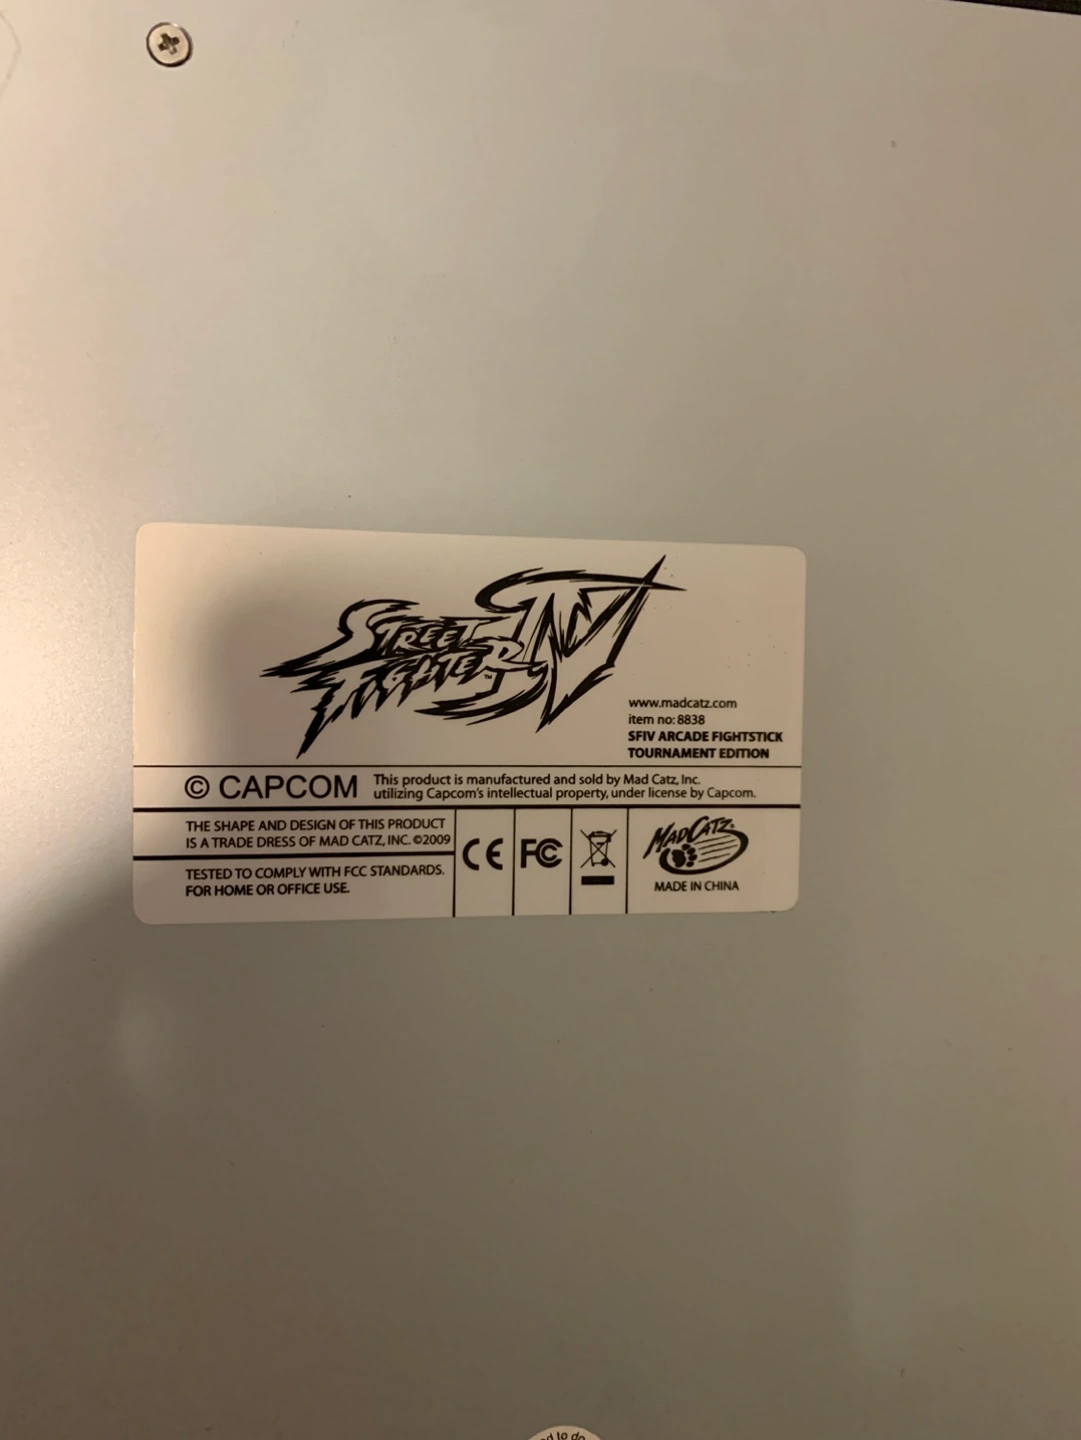 STREET
FIGHTER IV™
www.madcatz.com
item no: 8838
SFIV ARCADE FIGHTSTICK
TOURNAMENT EDITION
© CAPCOM
This product is manufactured and sold by Mad Catz, Inc.
utilizing Capcom's intellectual property, under license by Capcom.
THE SHAPE AND DESIGN OF THIS PRODUCT
IS A TRADE DRESS OF MAD CATZ, INC. ©2009
TESTED TO COMPLY WITH FCC STANDARDS.
FOR HOME OR OFFICE USE.
CE
FC
MAD CATZ®
MADE IN CHINA
to do